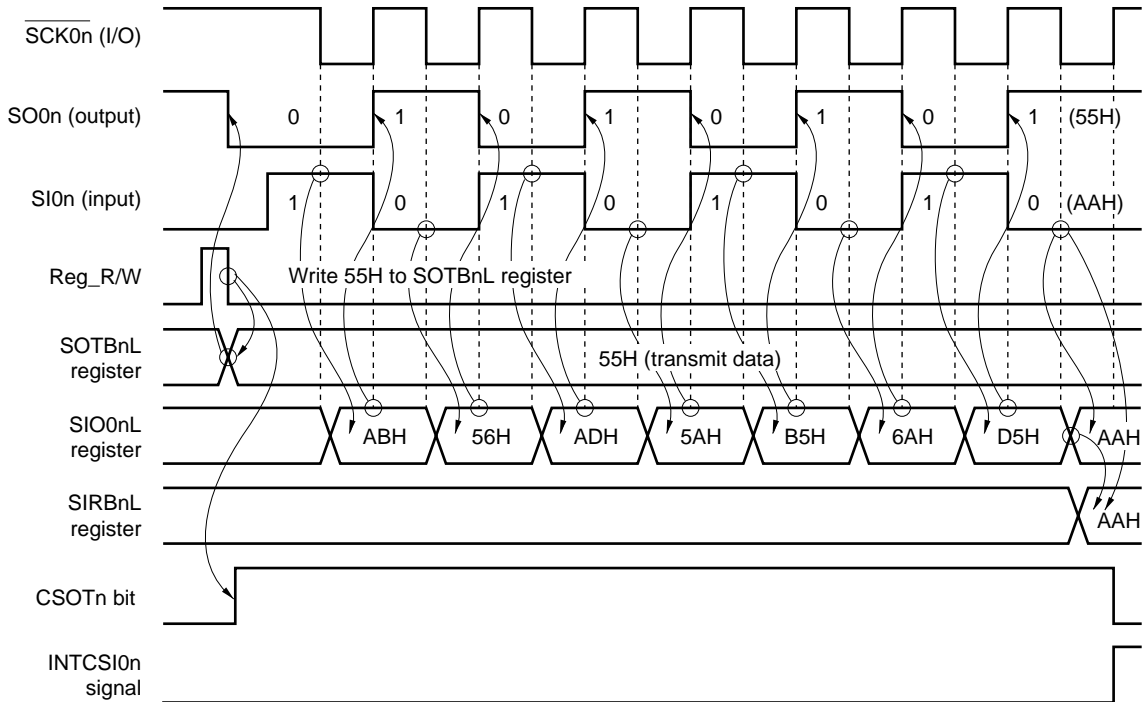 SCK0n (I/O)
SO0n (output) 0 1 0 1 0 1 0 1 (55H)
SI0n (input) 1 0 1 0 1 0 1 0 (AAH)
Reg_R/W Write 55H to SOTBnL register
SOTBnL
register
55H (transmit data)
SIO0nL
register
ABH 56H ADH 5AH B5H 6AH D5H AAH
SIRBnL
register
AAH
CSOTn bit
INTCSI0n
signal